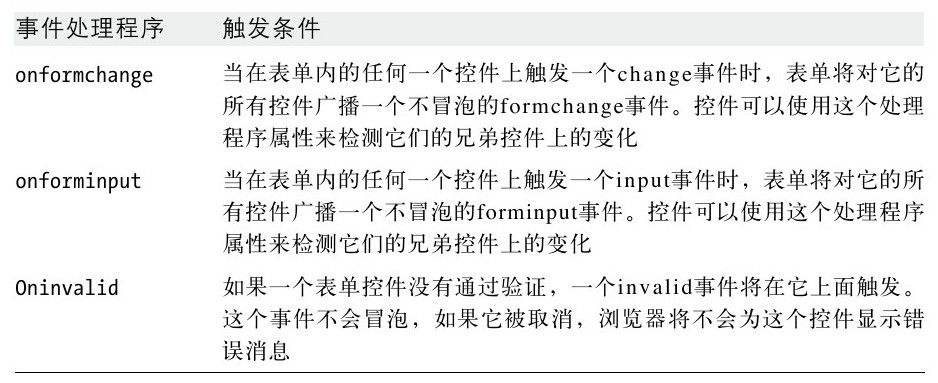 事件处理程序 触发条件
onformchange 当在表单内的任何一个控件上触发一个change事件时，表单将对它的
所有控件广播一个不冒泡的formchange事件。控件可以使用这个处理
程序属性来检测它们的兄弟控件上的变化
onforminput 当在表单内的任何一个控件上触发一个input事件时，表单将对它的所
有控件广播一个不冒泡的forminput事件。控件可以使用这个处理程序
属性来检测它们的兄弟控件上的变化
Oninvalid 如果一个表单控件没有通过验证，一个invalid事件将在它上面触发。
这个事件不会冒泡，如果它被取消，浏览器将不会为这个控件显示错
误消息